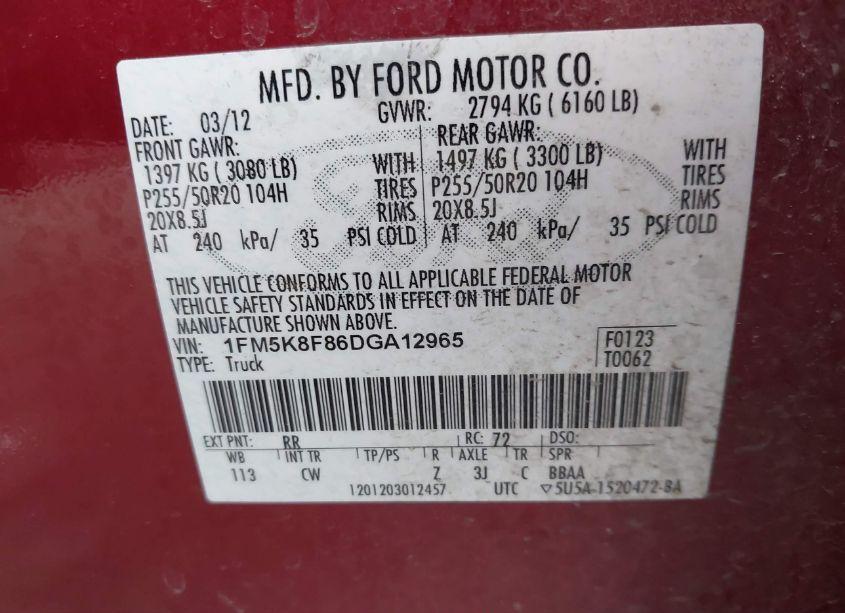 MFD. BY FORD MOTOR CO.
DATE: 03/12 GVWR: 2794 KG ( 6160 LB)
FRONT GAWR: REAR GAWR:
1397 KG ( 3080 LB) WITH 1497 KG ( 3300 LB) WITH
P255/50R20 104H TIRES P255/50R20 104H TIRES
20X8.5J RIMS 20X8.5J RIMS
AT 240 kPa/ 35 PSI COLD AT 240 kPa/ 35 PSI COLD
THIS VEHICLE CONFORMS TO ALL APPLICABLE FEDERAL MOTOR
VEHICLE SAFETY STANDARDS IN EFFECT ON THE DATE OF
MANUFACTURE SHOWN ABOVE.
VIN: 1FM5K8F86DGA12965 F0123
TYPE: Truck T0062
EXT PNT: RR RC: 72 DSO:
WB INT TR TP/PS R AXLE TR SPR
113 CW Z 3J C BBAA
1201203012457 UTC ▽5U5A-1520472-BA